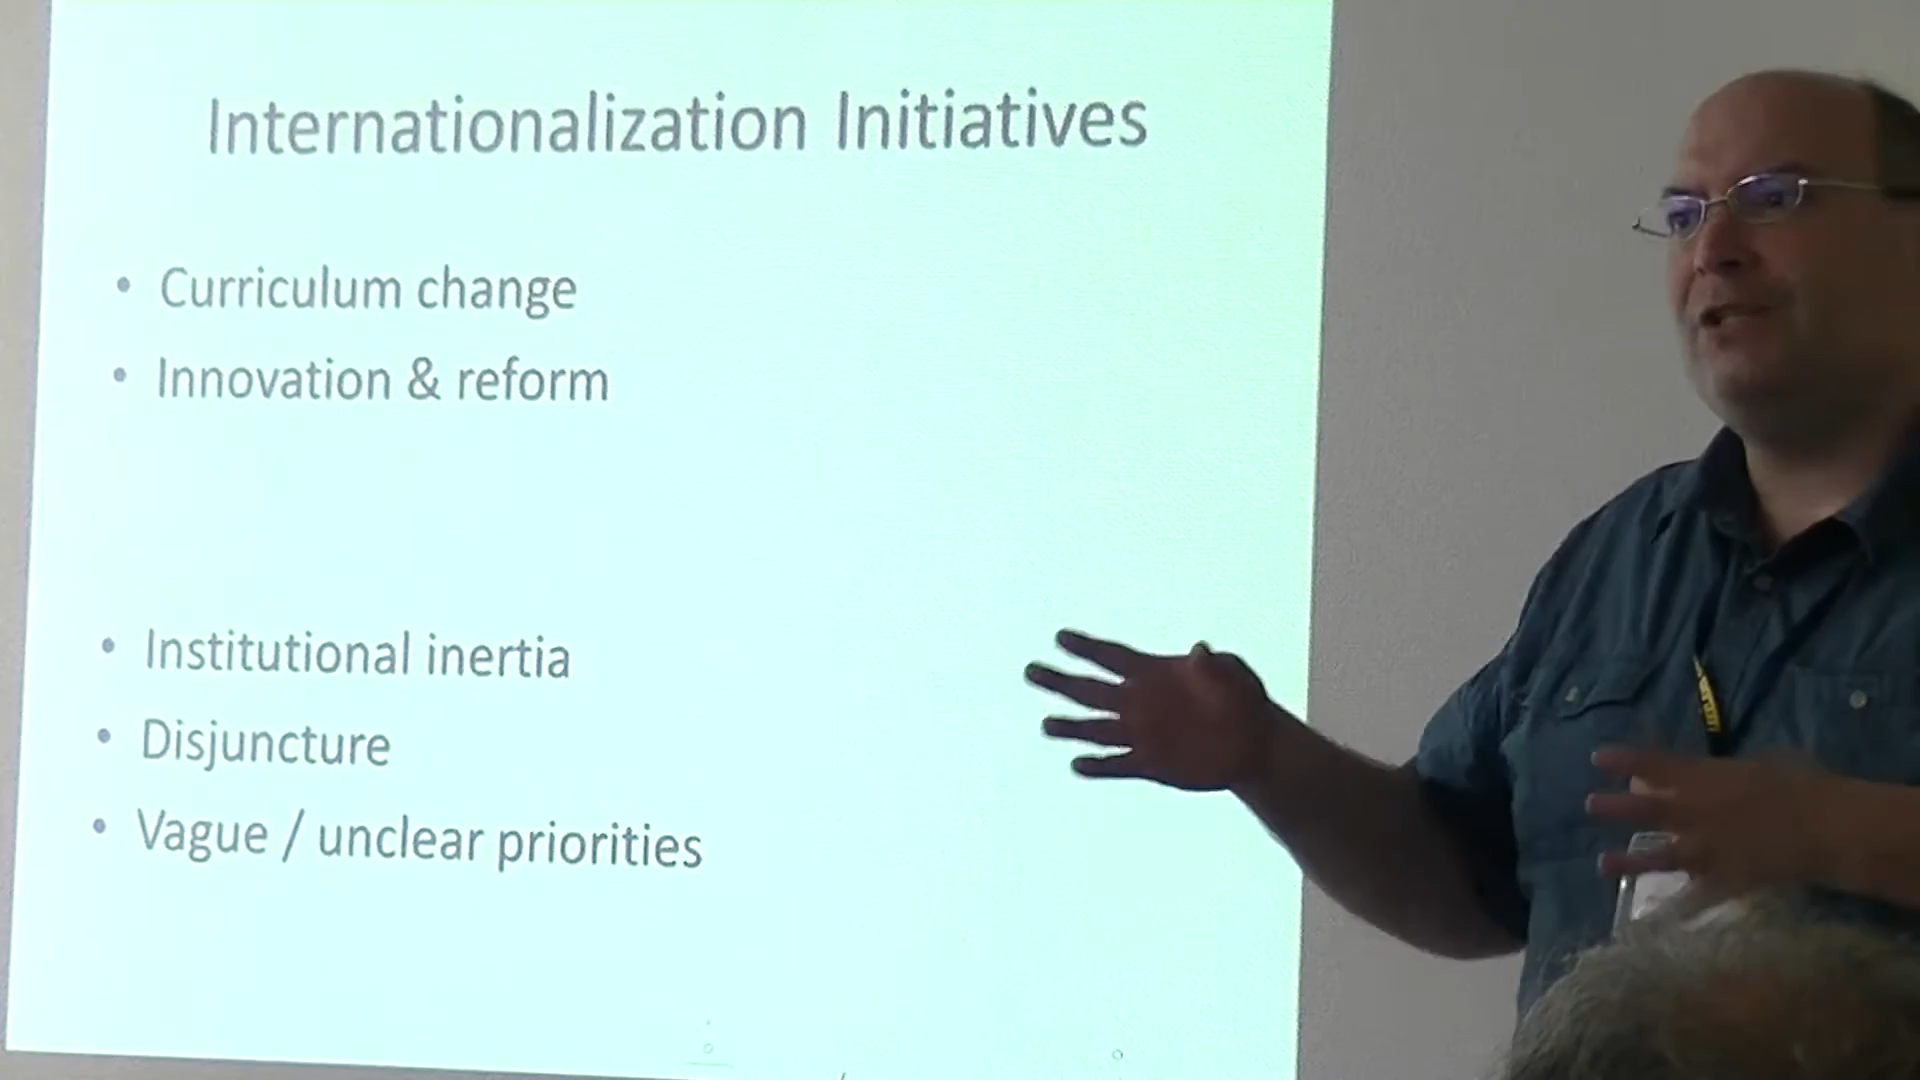 Internationalization Initiatives
• Curriculum change
• Innovation & reform
• Institutional inertia
• Disjuncture
• Vague / unclear priorities